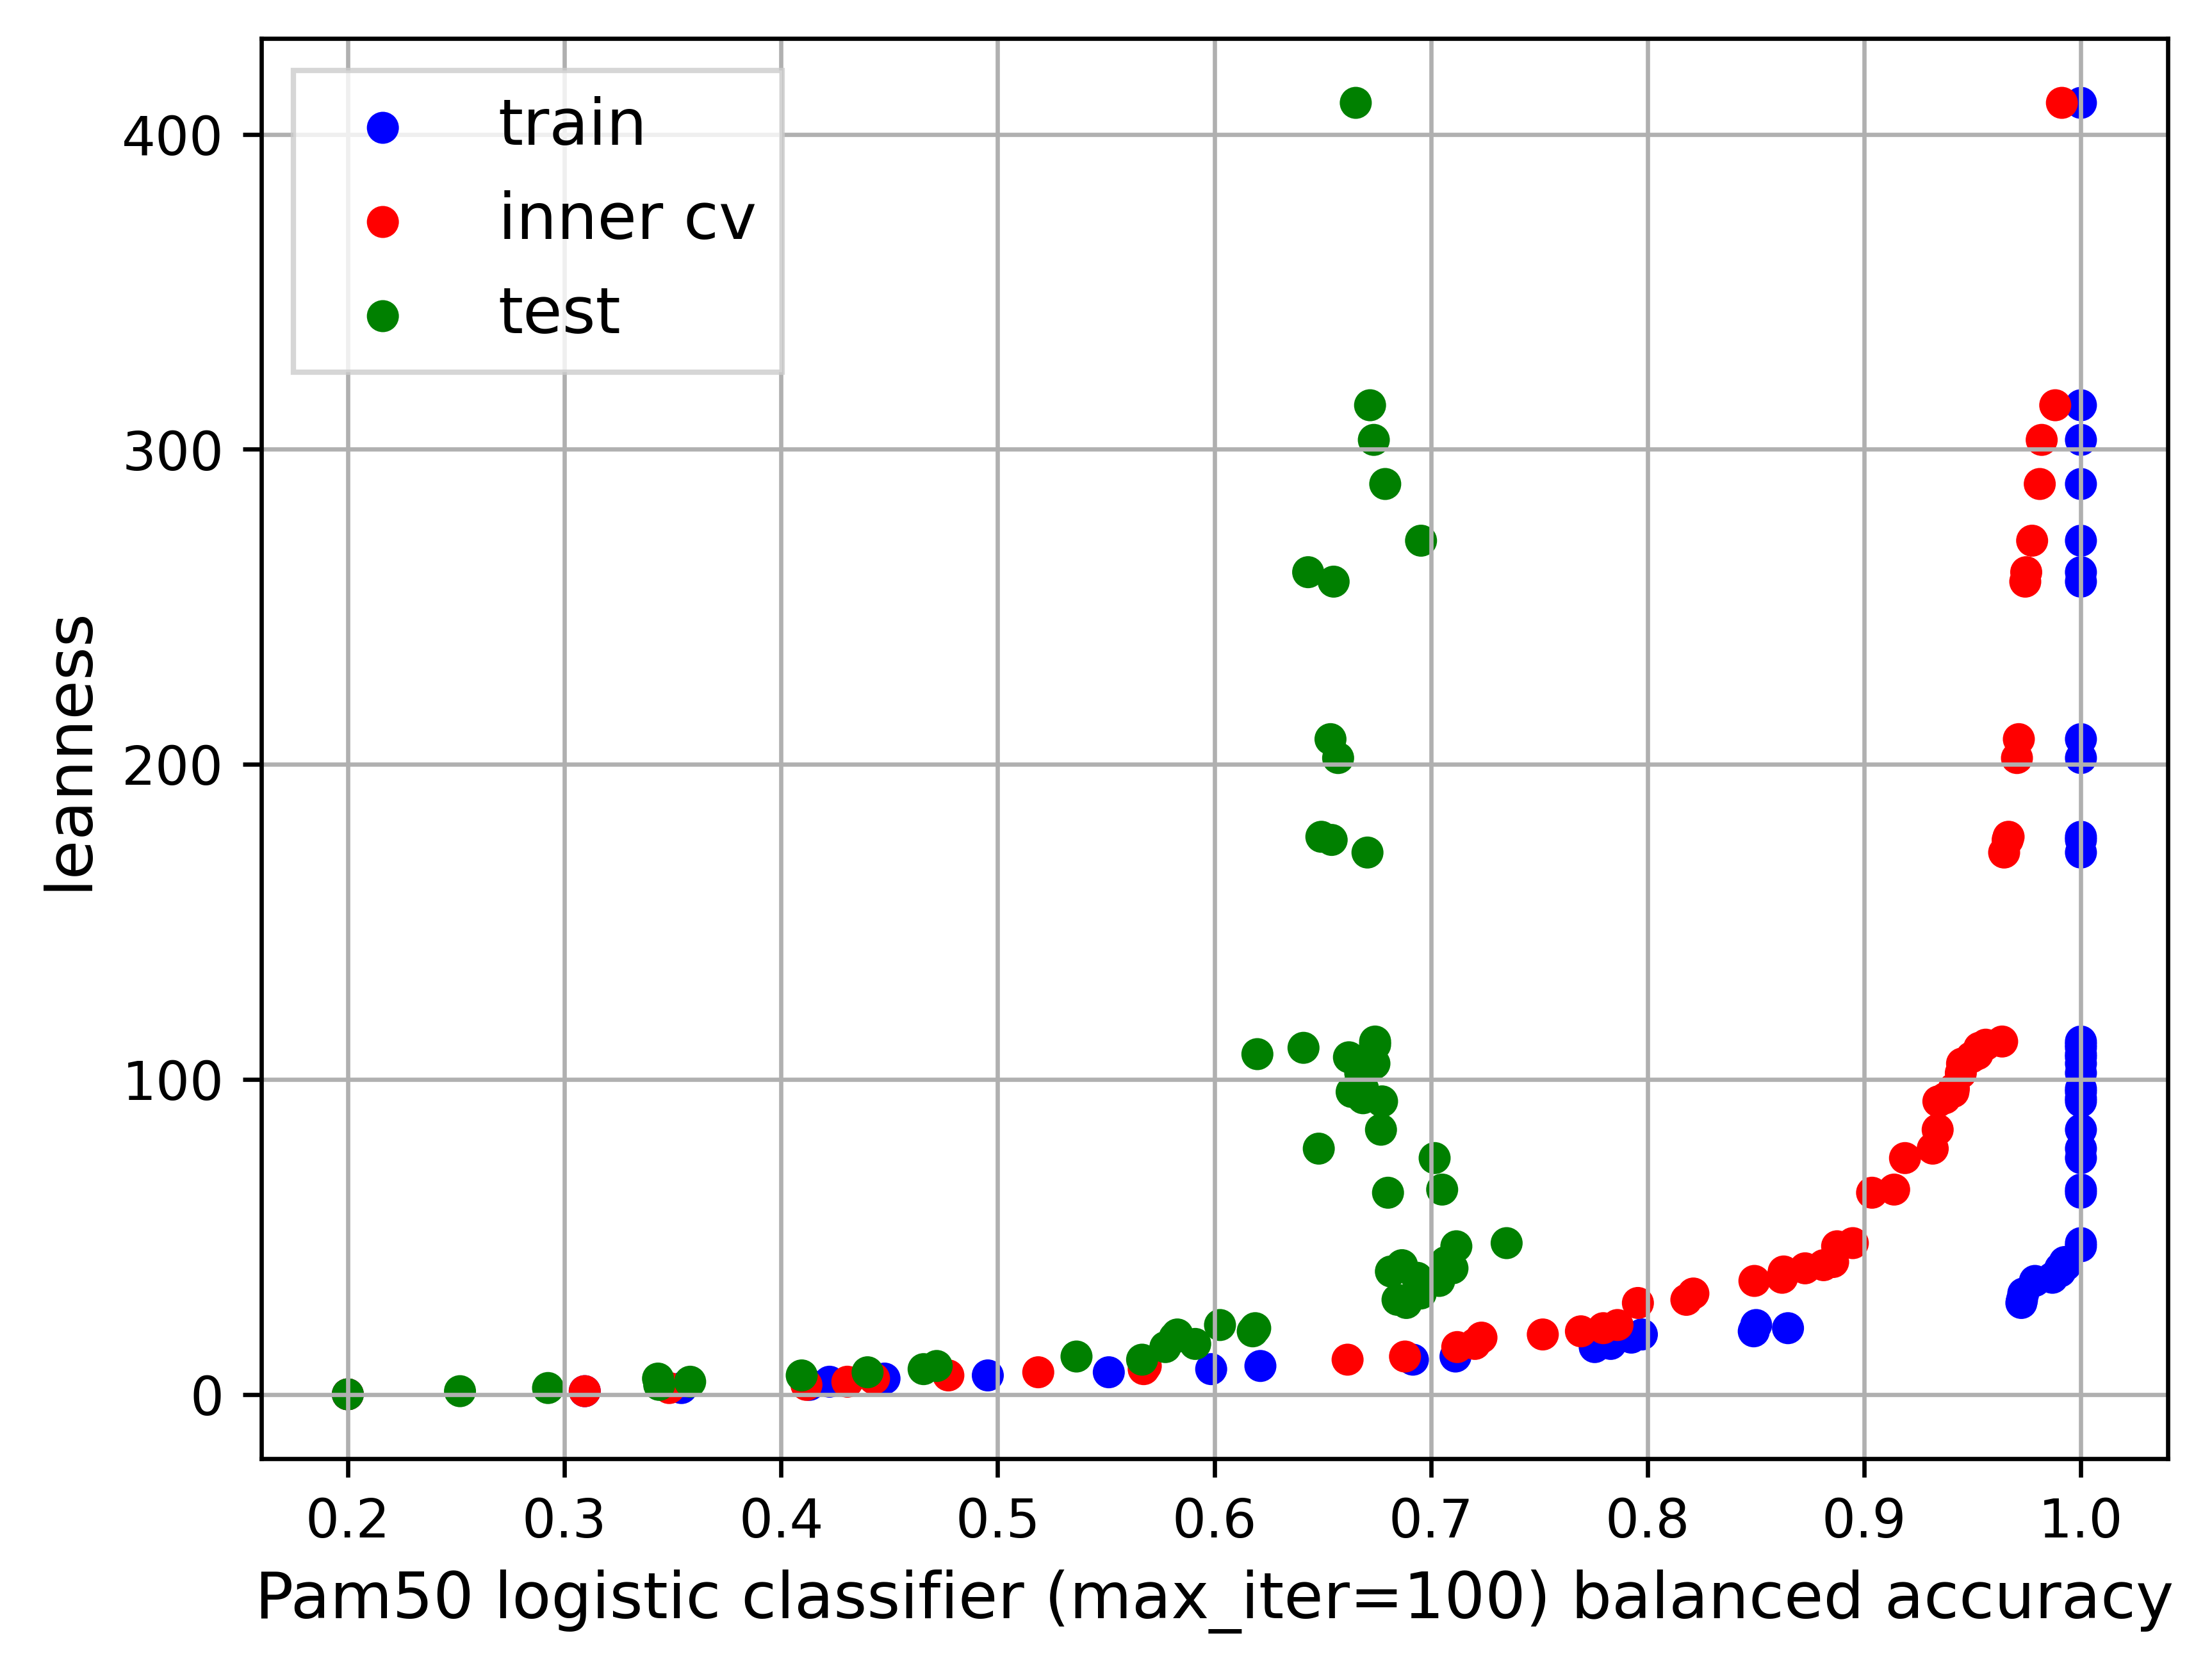 train
inner cv
test
400
300
200
100
0
leanness
0.2 0.3 0.4 0.5 0.6 0.7 0.8 0.9 1.0
Pam50 logistic classifier (max_iter=100) balanced accuracy